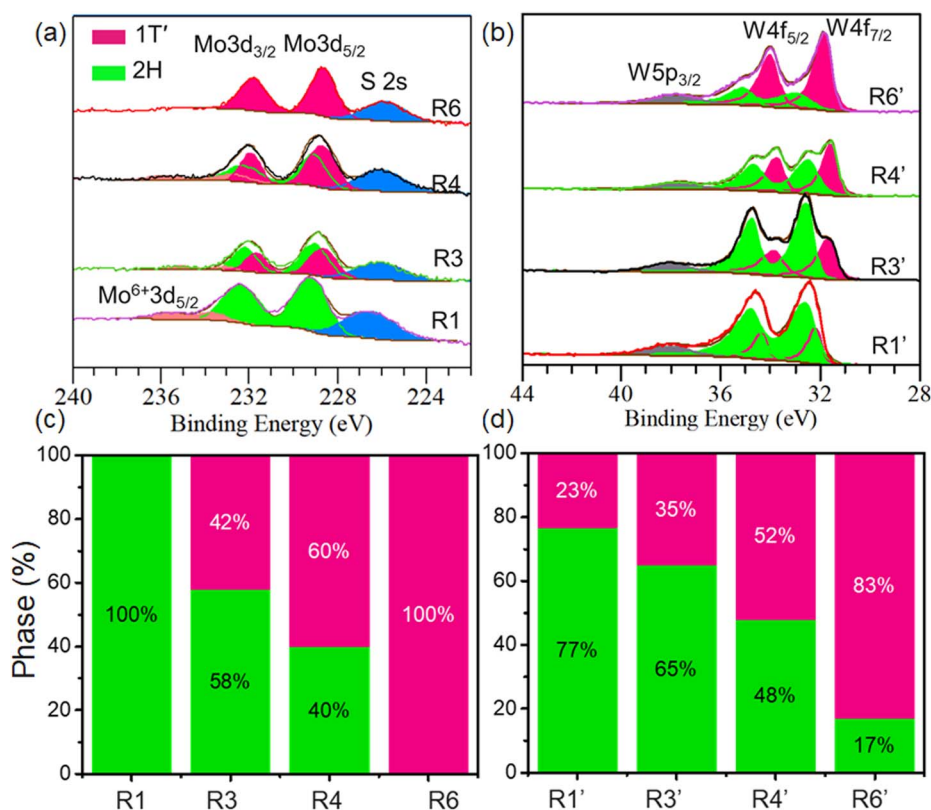 (a)
1T′
2H
Mo3d3/2
Mo3d5/2
S 2s
R6
R4
R3
Mo6+3d5/2
R1
240 236 232 228 224
Binding Energy (eV)
(b)
W4f5/2
W4f7/2
W5p3/2
R6'
R4'
R3'
R1'
44 40 36 32 28
Binding Energy (eV)
(c)
Phase (%)
100
80
60
40
20
0
100%
42%
58%
60%
40%
100%
R1 R3 R4 R6
(d)
100
80
60
40
20
0
23%
77%
35%
65%
52%
48%
83%
17%
R1' R3' R4' R6'